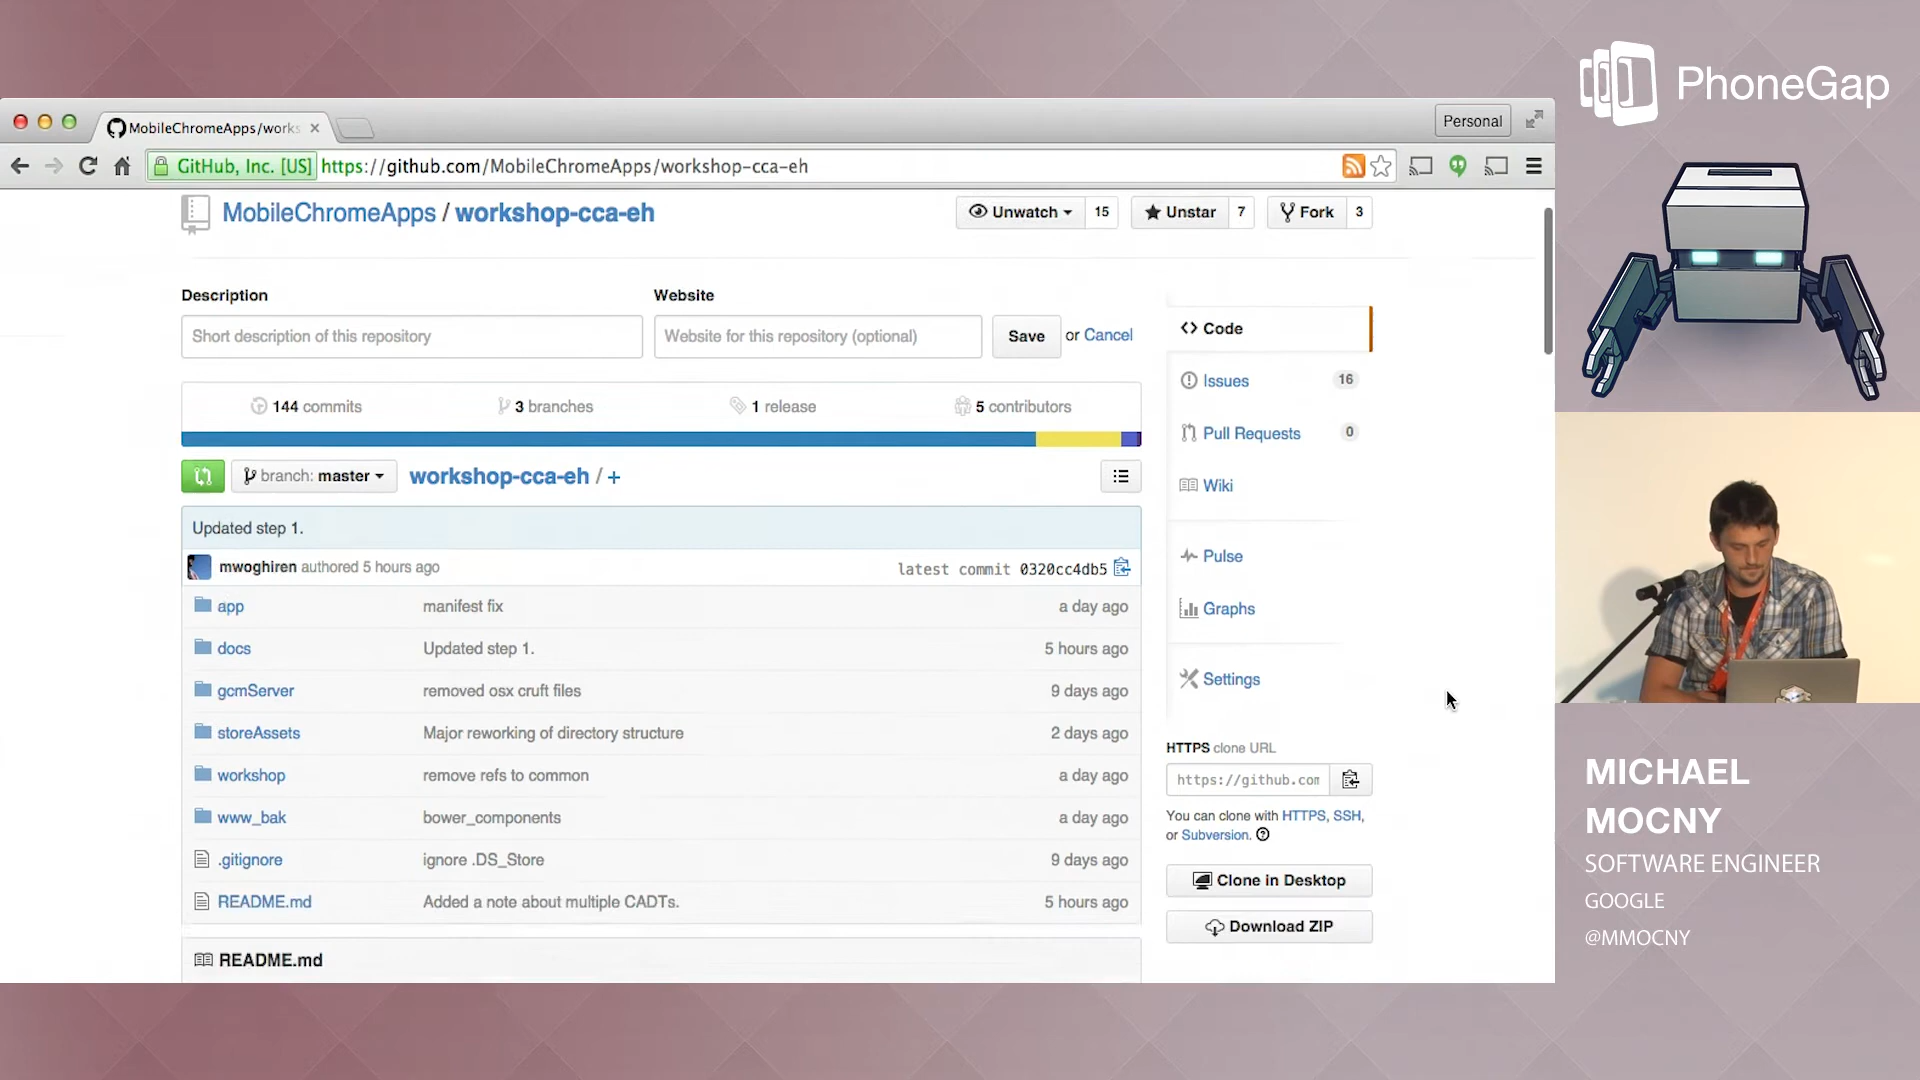 PhoneGap
MobileChromeApps/works
Personal
GitHub, Inc. [US] https://github.com/MobileChromeApps/workshop-cca-eh
MobileChromeApps / workshop-cca-eh
Unwatch 15 Unstar 7 Fork 3
Description Website
Short description of this repository Website for this repository (optional) Save or Cancel
144 commits 3 branches 1 release 5 contributors
branch: master workshop-cca-eh / +
Updated step 1.
mwoghiren authored 5 hours ago latest commit 0320cc4db5
app manifest fix a day ago
docs Updated step 1. 5 hours ago
gcmServer removed osx cruft files 9 days ago
storeAssets Major reworking of directory structure 2 days ago
workshop remove refs to common a day ago
www_bak bower_components a day ago
.gitignore ignore .DS_Store 9 days ago
README.md Added a note about multiple CADTs. 5 hours ago
README.md
Code
Issues 16
Pull Requests 0
Wiki
Pulse
Graphs
Settings
HTTPS clone URL
https://github.com
You can clone with HTTPS, SSH,
or Subversion.
Clone in Desktop
Download ZIP
MICHAEL
MOCNY
SOFTWARE ENGINEER
GOOGLE
@MMOCNY